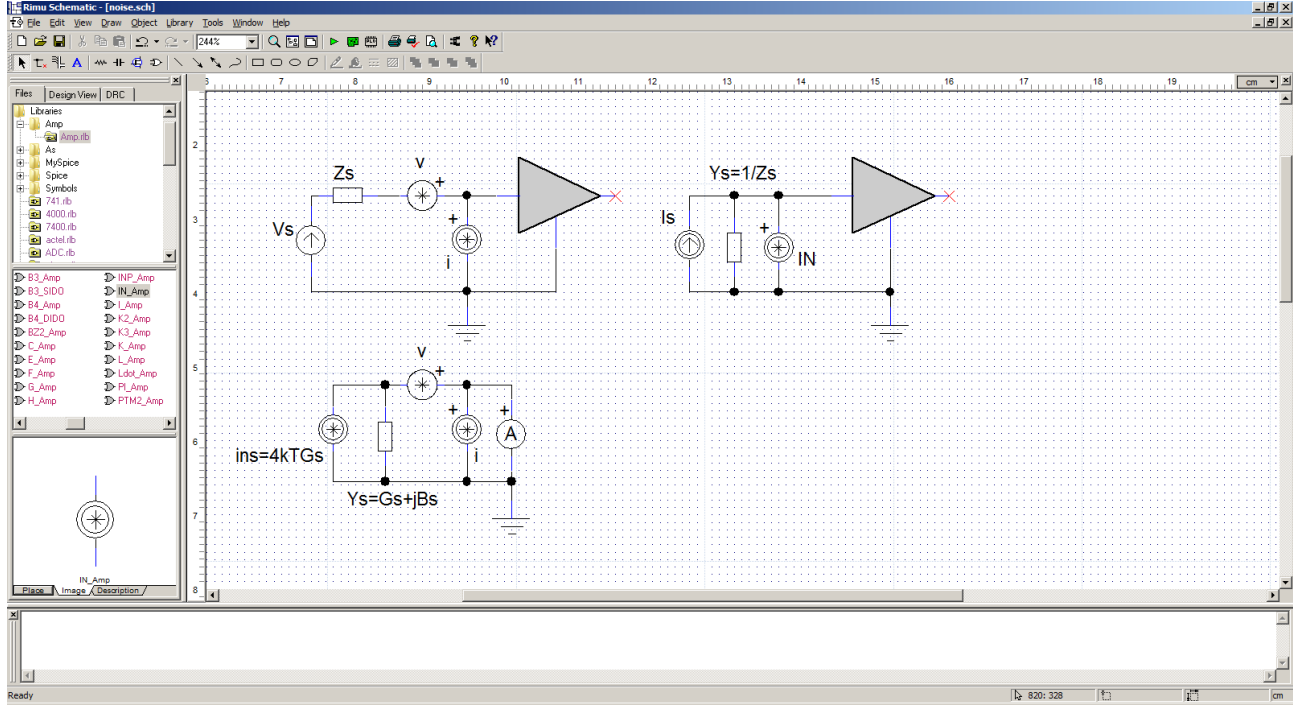 Rimu Schematic - [noise.sch]
File Edit View Draw Object Library Tools Window Help
244%
A
6 7 8 9 10 11 12 13 14 15 16 17 18 19 cm
Files Design View DRC
Libraries
Amp
Amp.rlb
As
MySpice
Spice
Symbols
741.rlb
4000.rlb
7400.rlb
actel.rlb
ADC.rlb
B3_Amp INP_Amp
B3_SIDO IN_Amp
B4_Amp I_Amp
B4_DIDO K2_Amp
BZ2_Amp K3_Amp
C_Amp K_Amp
E_Amp L_Amp
F_Amp Ldot_Amp
G_Amp PI_Amp
H_Amp PTM2_Amp
IN_Amp
Place Image Description
2
3
4
5
6
7
8
Zs
v
+
Vs
+
i
Ys=1/Zs
Is
+
IN
v
+
+
+
A
ins=4kTGs
i
Ys=Gs+jBs
Ready
820: 328
cm